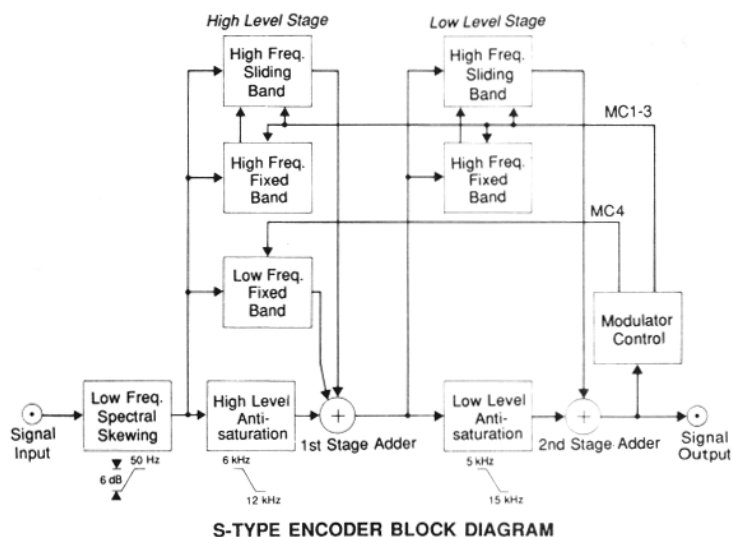 High Level Stage
Low Level Stage
High Freq.
Sliding
Band
High Freq.
Sliding
Band
MC1-3
High Freq.
Fixed
Band
High Freq.
Fixed
Band
MC4
Low Freq.
Fixed
Band
Modulator
Control
Low Freq.
Spectral
Skewing
High Level
Anti-
saturation
+
Low Level
Anti-
saturation
+
Signal
Input
1st Stage Adder
2nd Stage Adder
Signal
Output
50 Hz
6 dB
6 kHz
12 kHz
5 kHz
15 kHz
S-TYPE ENCODER BLOCK DIAGRAM